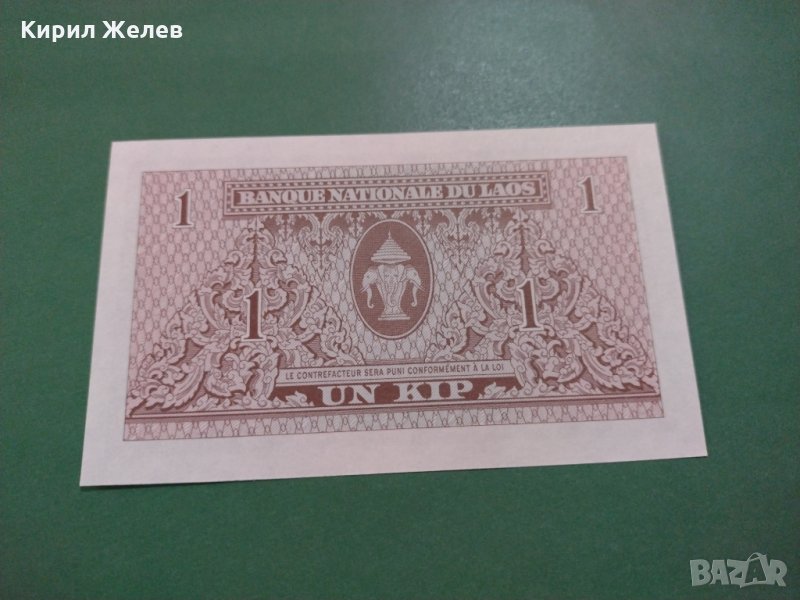 Кирил Желев
BANQUE NATIONALE DU LAOS
1 1
1 1
LE CONTREFACTEUR SERA PUNI CONFORMÉMENT À LA LOI
UN KIP
BAZAR